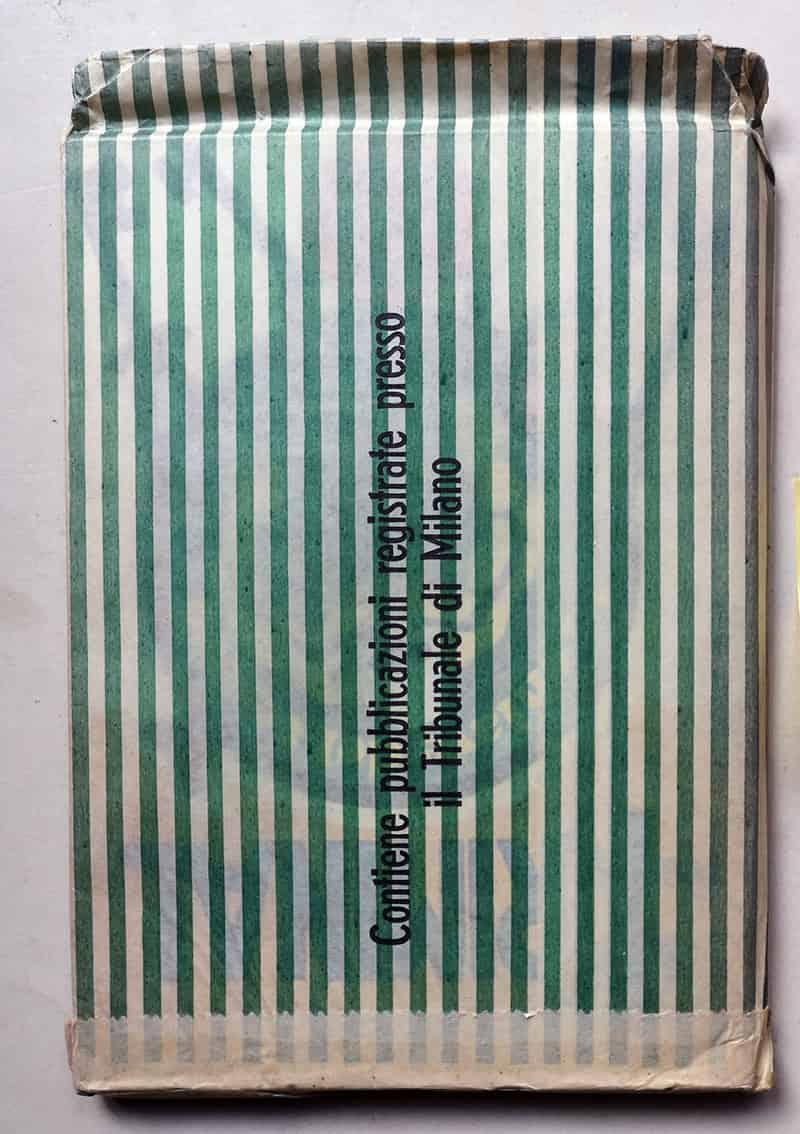 Contiene pubblicazioni registrate presso
il Tribunale di Milano